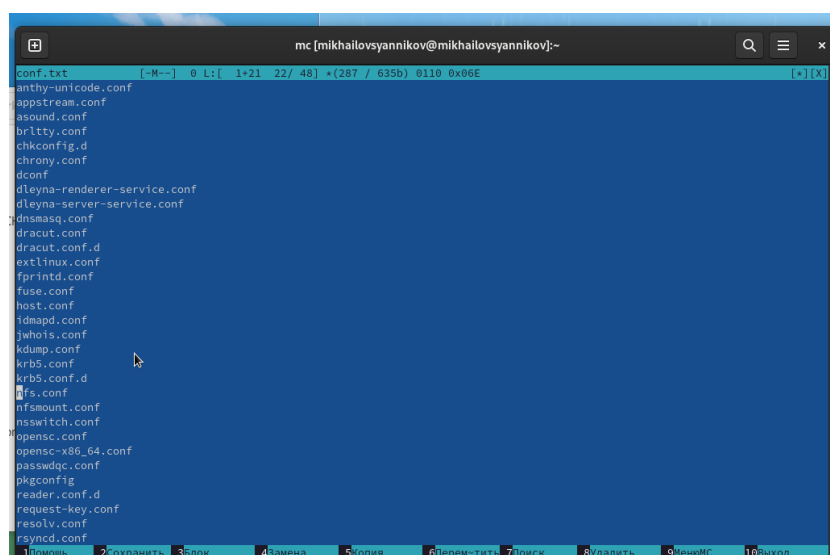 mc [mikhailovsyannikov@mikhailovsyannikov]:~
conf.txt [-M--] 0 L:[ 1+21 22/ 48] *(287 / 635b) 0110 0x06E [*][X]
anthy-unicode.conf
appstream.conf
asound.conf
brltty.conf
chkconfig.d
chrony.conf
dconf
dleyna-renderer-service.conf
dleyna-server-service.conf
dnsmasq.conf
dracut.conf
dracut.conf.d
extlinux.conf
fprintd.conf
fuse.conf
host.conf
idmapd.conf
jwhois.conf
kdump.conf
krb5.conf
krb5.conf.d
nfs.conf
nfsmount.conf
nsswitch.conf
opensc.conf
opensc-x86_64.conf
passwdqc.conf
pkgconfig
reader.conf.d
request-key.conf
resolv.conf
rsyncd.conf
1Помощь 2Сохранить 3Блок 4Замена 5Копия 6Перем~тить 7Поиск 8Удалить 9МенюMC 10Выход